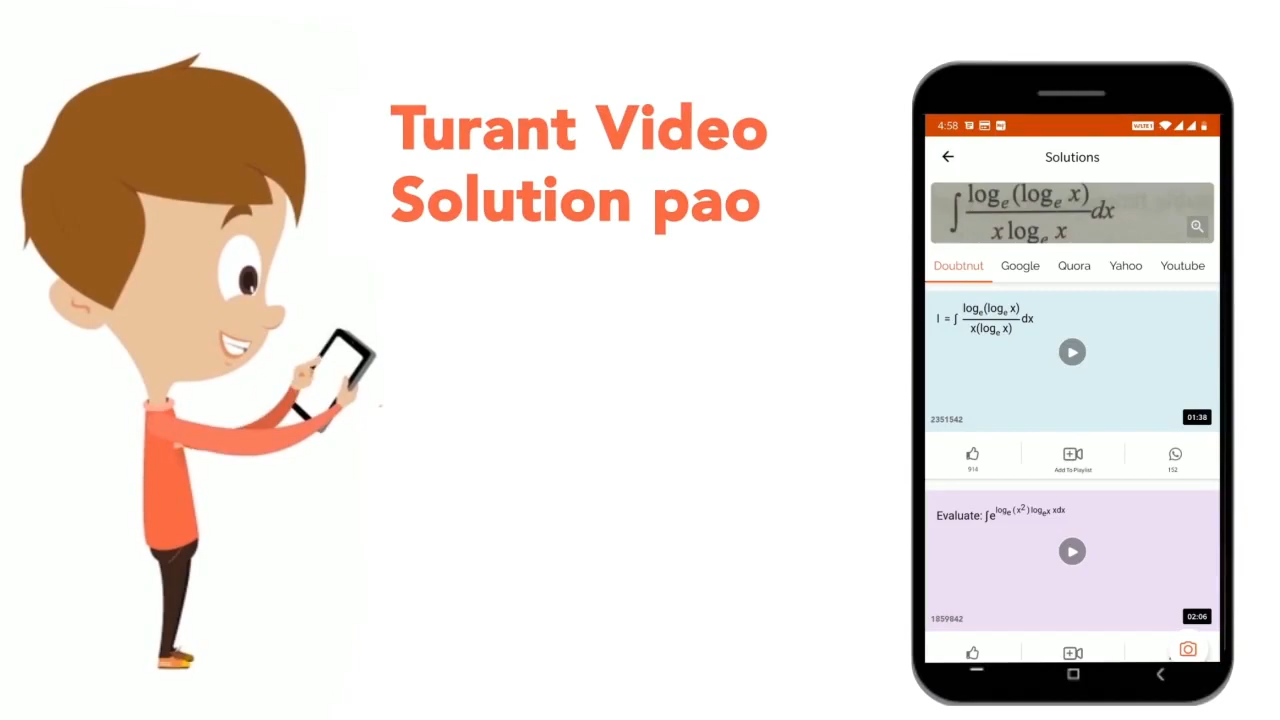 Turant Video
Solution pao
4:58
VoLTE1
Solutions
∫ logₑ(logₑ x) / x logₑ x dx
Doubtnut Google Quora Yahoo Youtube
I = ∫ logₑ(logₑ x) / x(logₑ x) dx
2351542 01:38
914 Add To Playlist 152
Evaluate: ∫e^logₑ(x²)logₑx xdx
1859842 02:06